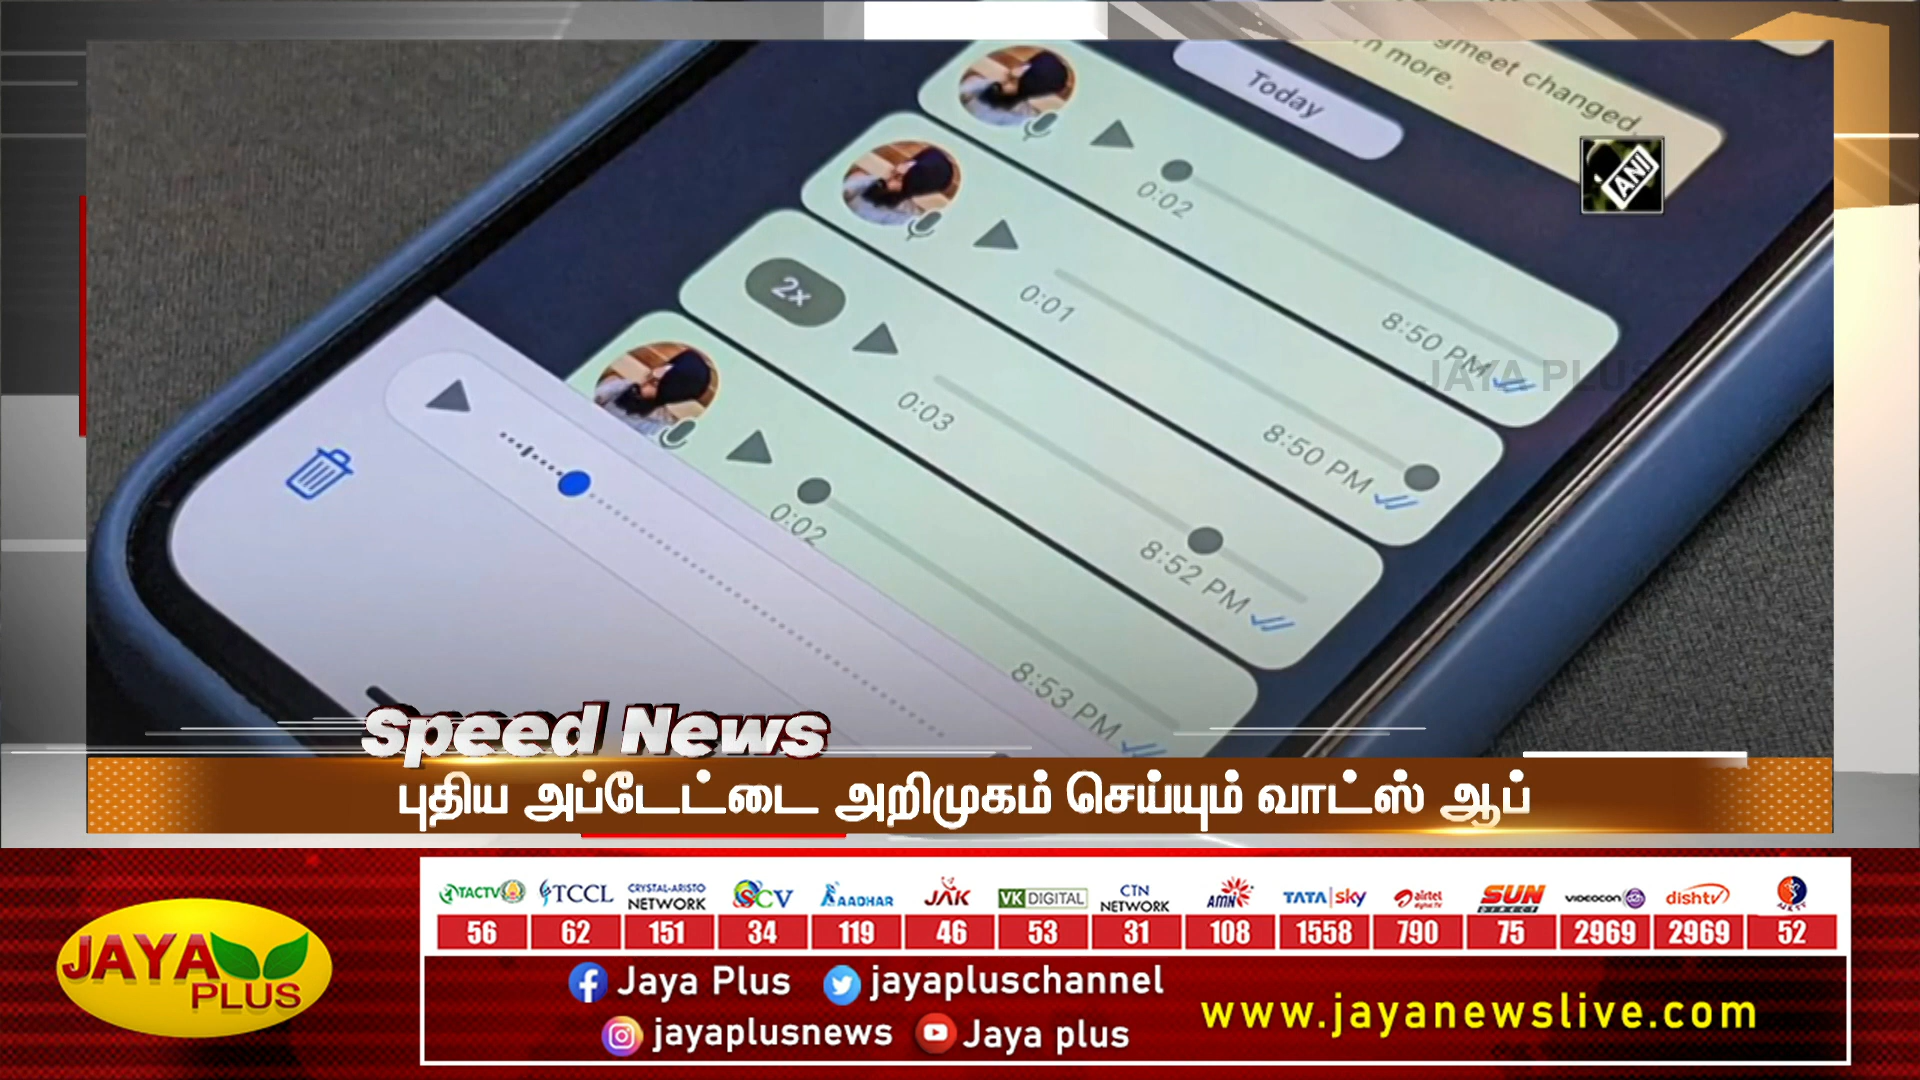 gmeet changed.
n more.
Today
ANI
0:02
8:50 PM
JAYA PLUS
0:01
8:50 PM
2x
0:03
8:52 PM
0:02
8:53 PM
Speed News
புதிய அப்டேட்டை அறிமுகம் செய்யும் வாட்ஸ் ஆப்
TACTV TCCL CRYSTAL-ARISTO NETWORK SCV AADHAR JAK VK DIGITAL CTN NETWORK AMN TATA sky airtel digital TV SUN DIRECT VIDEOCON dishtv
56 62 151 34 119 46 53 31 108 1558 790 75 2969 2969 52
JAYA PLUS
Jaya Plus jayapluschannel
jayaplusnews Jaya plus
www.jayanewslive.com